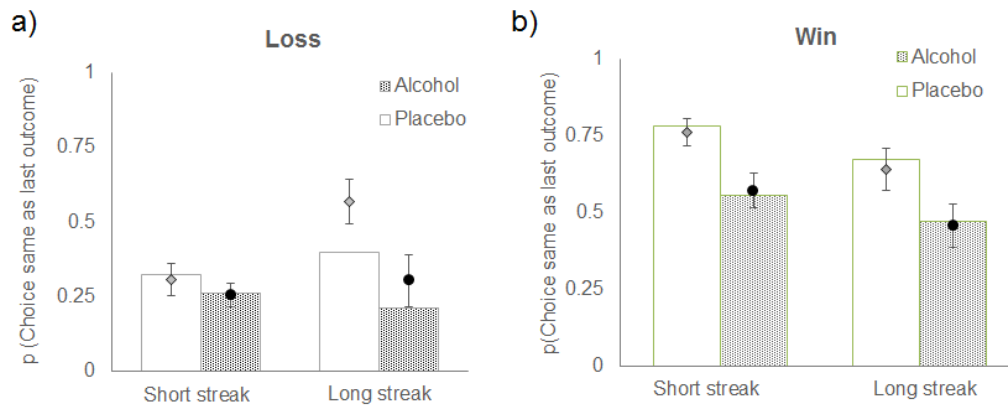 a)
Loss
p (Choice same as last outcome)
1
0.75
0.5
0.25
0
Alcohol
Placebo
Short streak
Long streak
b)
Win
p(Choice same as last outcome)
1
0.75
0.5
0.25
0
Alcohol
Placebo
Short streak
Long streak